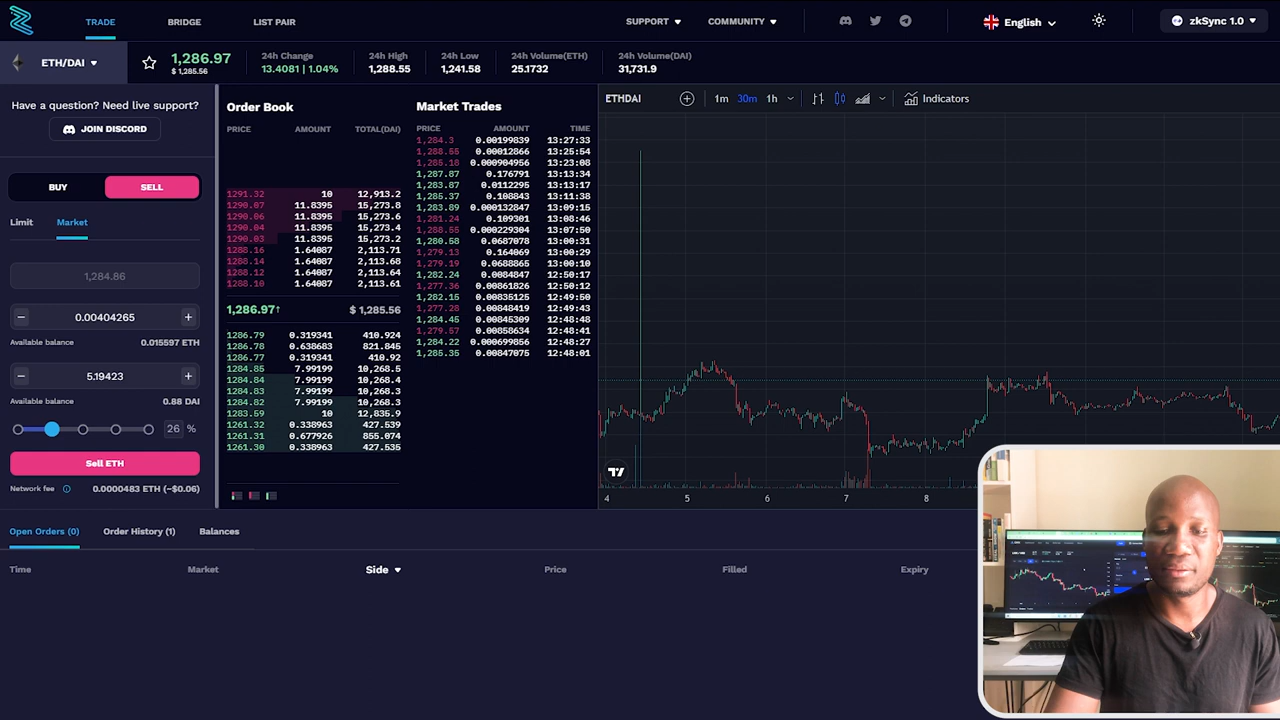 TRADE BRIDGE LIST PAIR SUPPORT COMMUNITY English zkSync 1.0
ETH/DAI 1,286.97 $ 1,285.56 24h Change 13.4081 | 1.04% 24h High 1,288.55 24h Low 1,241.58 24h Volume(ETH) 25.1732 24h Volume(DAI) 31,731.9
Have a question? Need live support?
JOIN DISCORD
BUY SELL
Limit Market
1,284.86
− 0.00404265 +
Available balance 0.015597 ETH
− 5.19423 +
Available balance 0.88 DAI
26 %
Sell ETH
Network fee 0.0000483 ETH (~$0.06)
Order Book
PRICE AMOUNT TOTAL(DAI)
1291.32 10 12,913.2
1290.07 11.8395 15,273.8
1290.06 11.8395 15,273.6
1290.04 11.8395 15,273.4
1290.03 11.8395 15,273.2
1288.16 1.64087 2,113.71
1288.14 1.64087 2,113.68
1288.12 1.64087 2,113.64
1288.10 1.64087 2,113.61
1,286.97↑ $ 1,285.56
1286.79 0.319341 410.924
1286.78 0.638683 821.845
1286.77 0.319341 410.92
1284.85 7.99199 10,268.5
1284.84 7.99199 10,268.4
1284.83 7.99199 10,268.3
1284.82 7.99199 10,268.3
1283.59 10 12,835.9
1261.32 0.338963 427.539
1261.31 0.677926 855.074
1261.30 0.338963 427.535
Market Trades
PRICE AMOUNT TIME
1,284.3 0.00199839 13:27:33
1,288.55 0.00012866 13:25:54
1,285.18 0.000904956 13:23:08
1,287.87 0.176791 13:13:34
1,283.87 0.0112295 13:13:17
1,285.37 0.108843 13:11:38
1,283.89 0.000132847 13:09:15
1,281.24 0.109301 13:08:46
1,288.55 0.000229304 13:07:50
1,280.58 0.0687078 13:00:31
1,279.13 0.164069 13:00:29
1,279.19 0.0688865 13:00:10
1,282.24 0.0084847 12:50:17
1,277.36 0.00861826 12:50:12
1,282.15 0.00835125 12:49:50
1,277.28 0.00848419 12:49:43
1,284.45 0.00845309 12:48:48
1,279.57 0.00858634 12:48:41
1,284.22 0.000699856 12:48:27
1,285.35 0.00847075 12:48:01
ETHDAI 1m 30m 1h Indicators
4 5 6 7 8
Open Orders (0) Order History (1) Balances
Time Market Side Price Filled Expiry